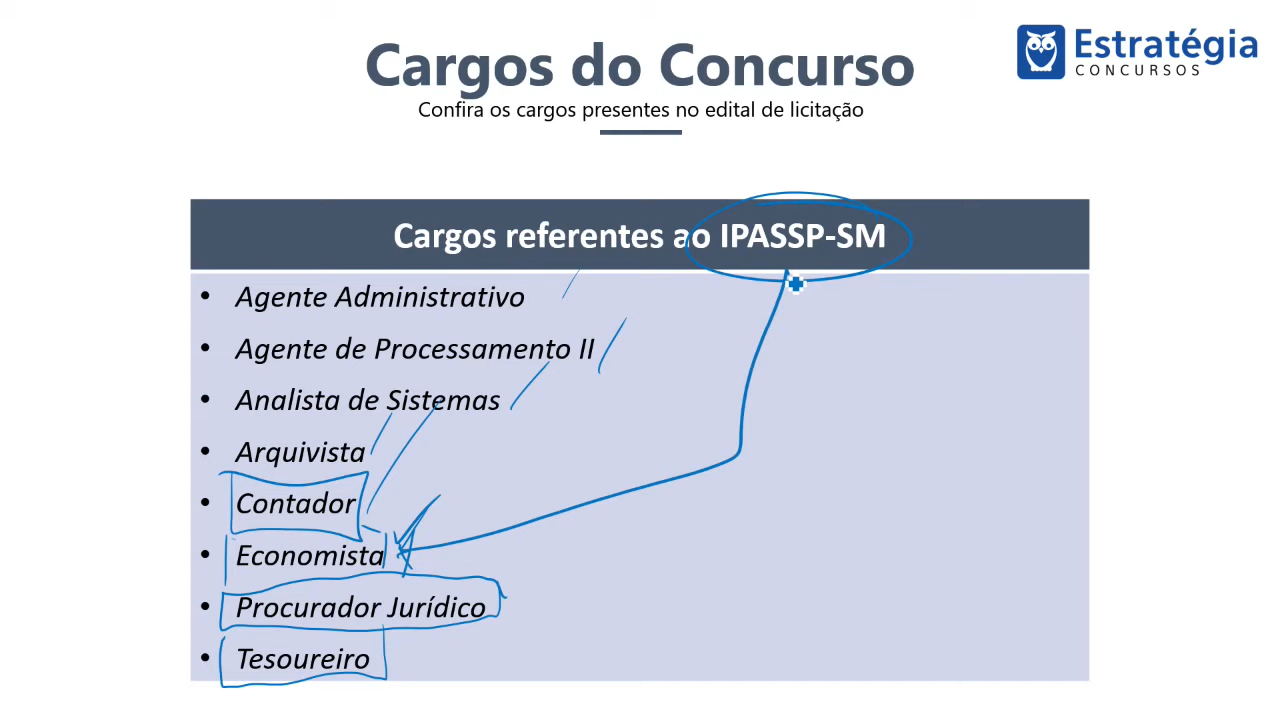 Estratégia
CONCURSOS
Cargos do Concurso
Confira os cargos presentes no edital de licitação
Cargos referentes ao IPASSP-SM
• Agente Administrativo
• Agente de Processamento II
• Analista de Sistemas
• Arquivista
• Contador
• Economista
• Procurador Jurídico
• Tesoureiro